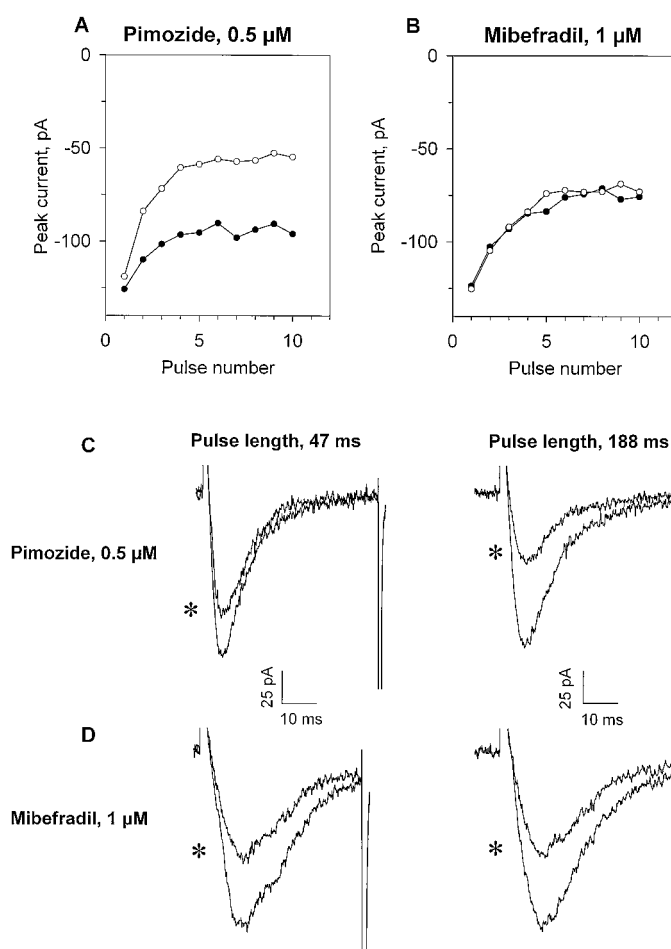 A
Pimozide, 0.5 µM
B
Mibefradil, 1 µM
0
-50
-100
Peak current, pA
0
5
10
Pulse number
0
-50
-100
Peak current, pA
0
5
10
Pulse number
C
Pulse length, 47 ms
Pulse length, 188 ms
Pimozide, 0.5 µM
*
*
25 pA
10 ms
25 pA
10 ms
D
Mibefradil, 1 µM
*
*